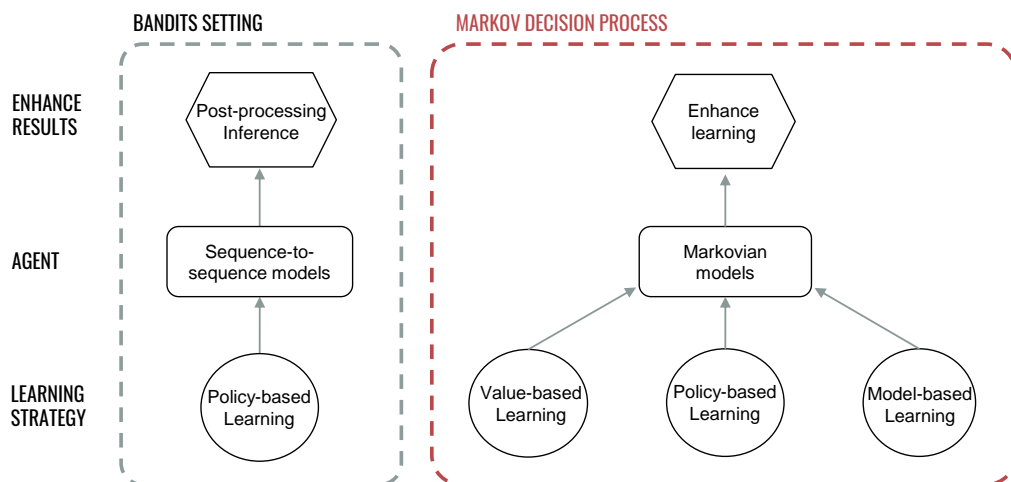 BANDITS SETTING
MARKOV DECISION PROCESS
ENHANCE
RESULTS
Post-processing
Inference
Enhance
learning
AGENT
Sequence-to-
sequence models
Markovian
models
LEARNING
STRATEGY
Policy-based
Learning
Value-based
Learning
Policy-based
Learning
Model-based
Learning